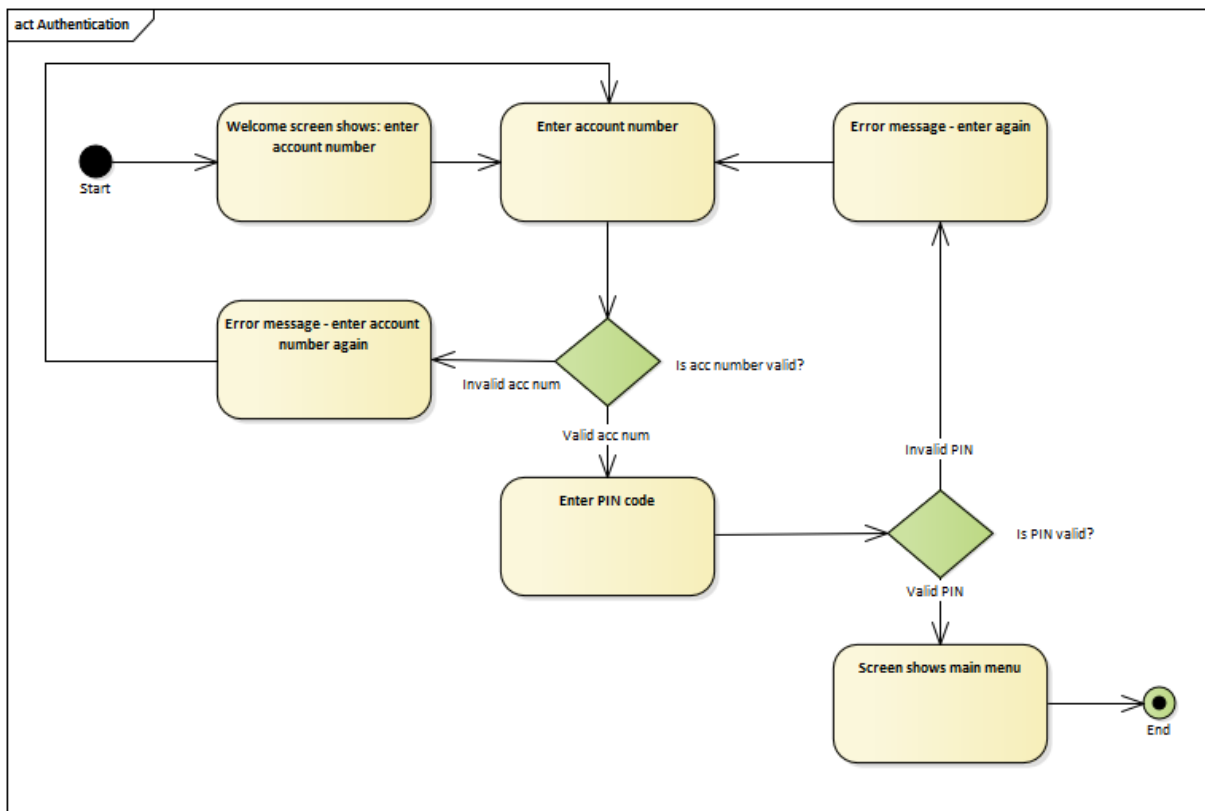 act Authentication
Welcome screen shows: enter
account number
Enter account number
Error message - enter again
Start
Error message - enter account
number again
Is acc number valid?
Invalid acc num
Valid acc num
Invalid PIN
Enter PIN code
Is PIN valid?
Valid PIN
Screen shows main menu
End